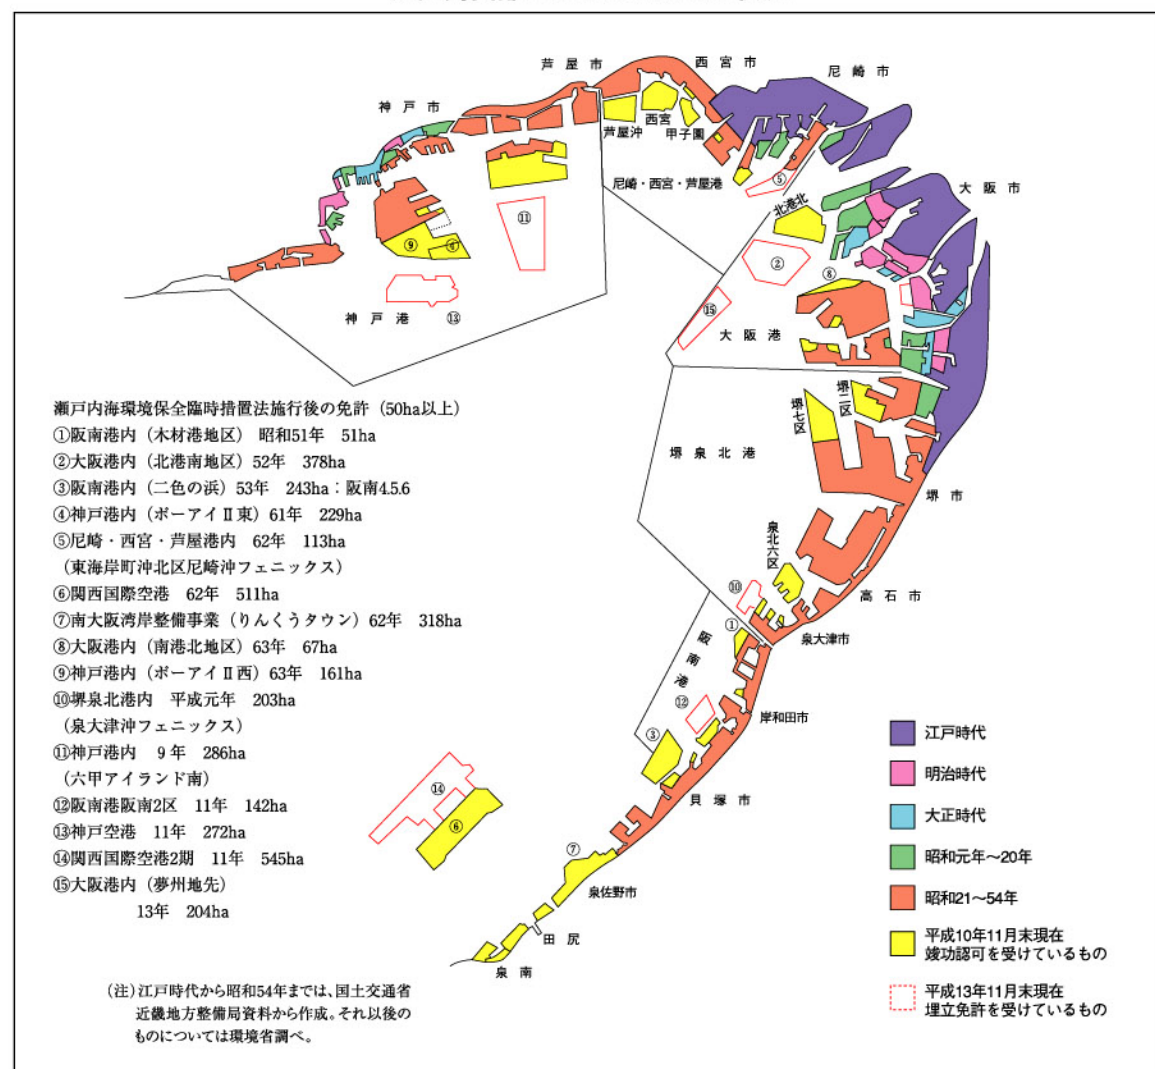 芦屋市
西宮市
尼崎市
神戸市
芦屋沖
西宮
甲子園
尼崎・西宮・芦屋港
⑤
大阪市
北港北
⑪
⑨
④
②
⑧
⑮
神戸港
⑬
大阪港
瀬戸内海環境保全臨時措置法施行後の免許（50ha以上）
①阪南港内（木材港地区） 昭和51年 51ha
②大阪港内（北港南地区）52年 378ha
③阪南港内（二色の浜）53年 243ha：阪南4.5.6
④神戸港内（ポーアイⅡ東）61年 229ha
⑤尼崎・西宮・芦屋港内 62年 113ha
（東海岸町沖北区尼崎沖フェニックス）
⑥関西国際空港 62年 511ha
⑦南大阪湾岸整備事業（りんくうタウン）62年 318ha
⑧大阪港内（南港北地区）63年 67ha
⑨神戸港内（ポーアイⅡ西）63年 161ha
⑩堺泉北港内 平成元年 203ha
（泉大津沖フェニックス）
⑪神戸港内 9年 286ha
（六甲アイランド南）
⑫阪南港阪南2区 11年 142ha
⑬神戸空港 11年 272ha
⑭関西国際空港2期 11年 545ha
⑮大阪港内（夢州地先）
13年 204ha
堺七区
堺二区
堺泉北港
堺市
泉北六区
⑩
高石市
①
泉大津市
阪南港
⑫
岸和田市
③
貝塚市
⑭
⑥
⑦
泉佐野市
田尻
泉南
江戸時代
明治時代
大正時代
昭和元年～20年
昭和21～54年
平成10年11月末現在
竣功認可を受けているもの
平成13年11月末現在
埋立免許を受けているもの
（注）江戸時代から昭和54年までは、国土交通省
近畿地方整備局資料から作成。それ以後の
ものについては環境省調べ。